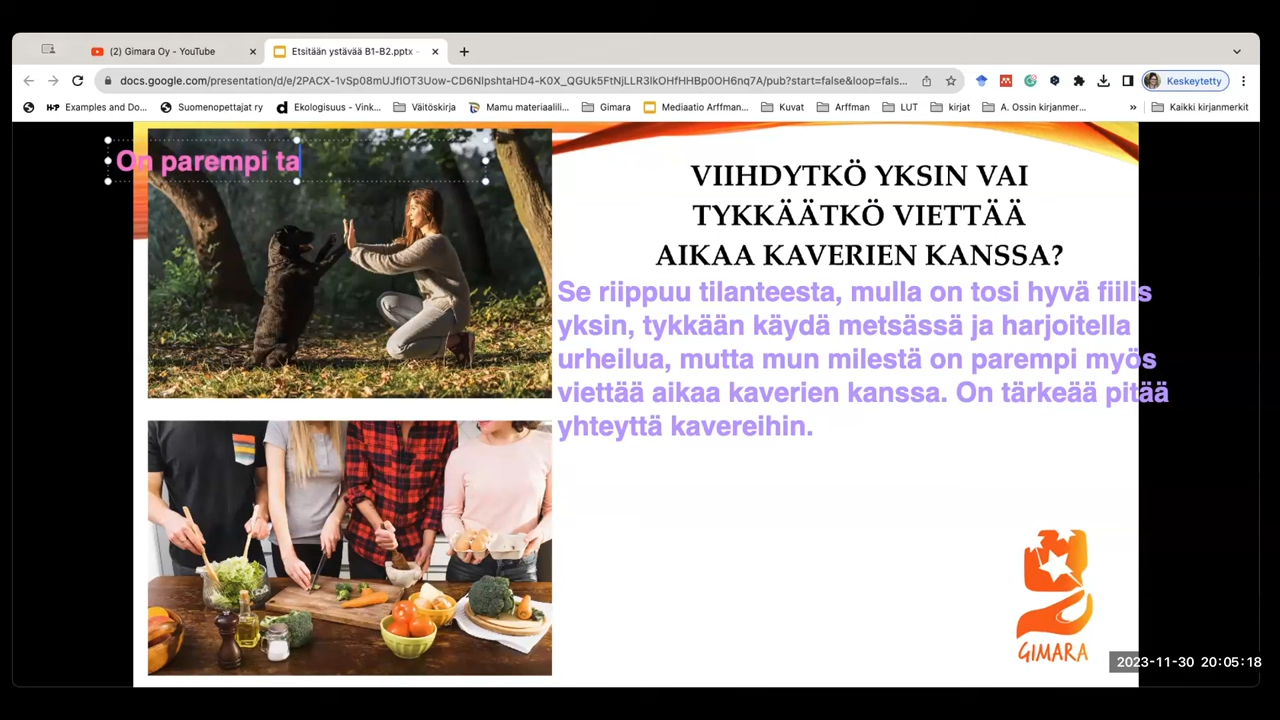 (2) Gimara Oy - YouTube
Etsitään ystävää B1-B2.pptx -
docs.google.com/presentation/d/e/2PACX-1vSp08mUJflOT3Uow-CD6NlpshtaHD4-K0X_QGUk5FtNjLLR3lkOHfHHBp0OH6nq7A/pub?start=false&loop=fals...
Keskeytetty
Examples and Do...
Suomenopettajat ry
Ekologisuus - Vink...
Väitöskirja
Mamu materiaalil...
Gimara
Mediaatio Arffman...
Kuvat
Arffman
LUT
kirjat
A. Ossin kirjanmer...
»
Kaikki kirjanmerkit
On parempi ta
VIIHDYTKÖ YKSIN VAI
TYKKÄÄTKÖ VIETTÄÄ
AIKAA KAVERIEN KANSSA?
Se riippuu tilanteesta, mulla on tosi hyvä fiilis
yksin, tykkään käydä metsässä ja harjoitella
urheilua, mutta mun milestä on parempi myös
viettää aikaa kaverien kanssa. On tärkeää pitää
yhteyttä kavereihin.
GIMARA
2023-11-30 20:05:18